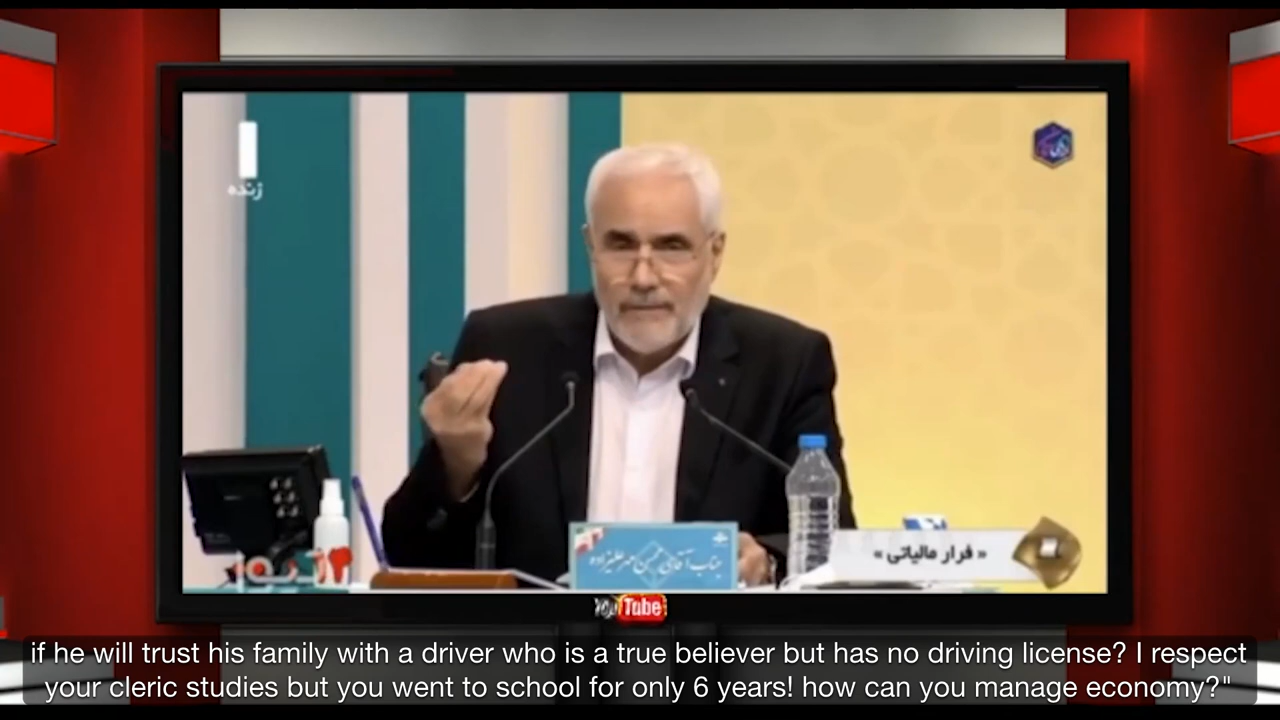 زنده
جناب آقای محسن مهرعلیزاده
« فرار مالیاتی »
YouTube
if he will trust his family with a driver who is a true believer but has no driving license? I respect
your cleric studies but you went to school for only 6 years! how can you manage economy?"